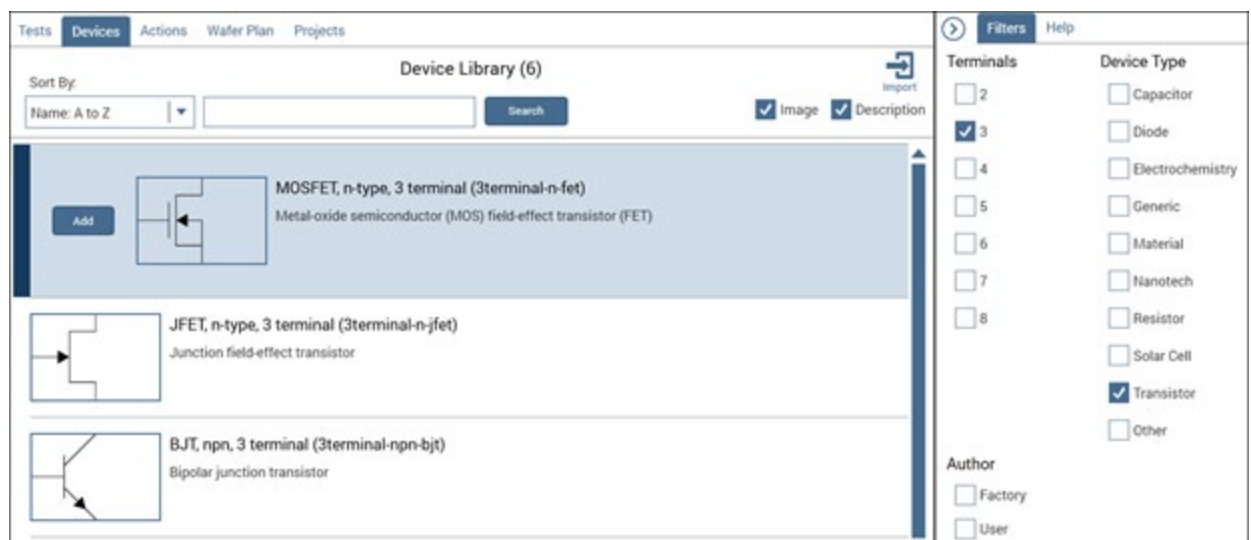 Tests Devices Actions Wafer Plan Projects
Device Library (6)
Import
Sort By:
Name: A to Z
Search
Image Description
Add
MOSFET, n-type, 3 terminal (3terminal-n-fet)
Metal-oxide semiconductor (MOS) field-effect transistor (FET)
JFET, n-type, 3 terminal (3terminal-n-jfet)
Junction field-effect transistor
BJT, npn, 3 terminal (3terminal-npn-bjt)
Bipolar junction transistor
Filters Help
Terminals
2
3
4
5
6
7
8
Device Type
Capacitor
Diode
Electrochemistry
Generic
Material
Nanotech
Resistor
Solar Cell
Transistor
Other
Author
Factory
User